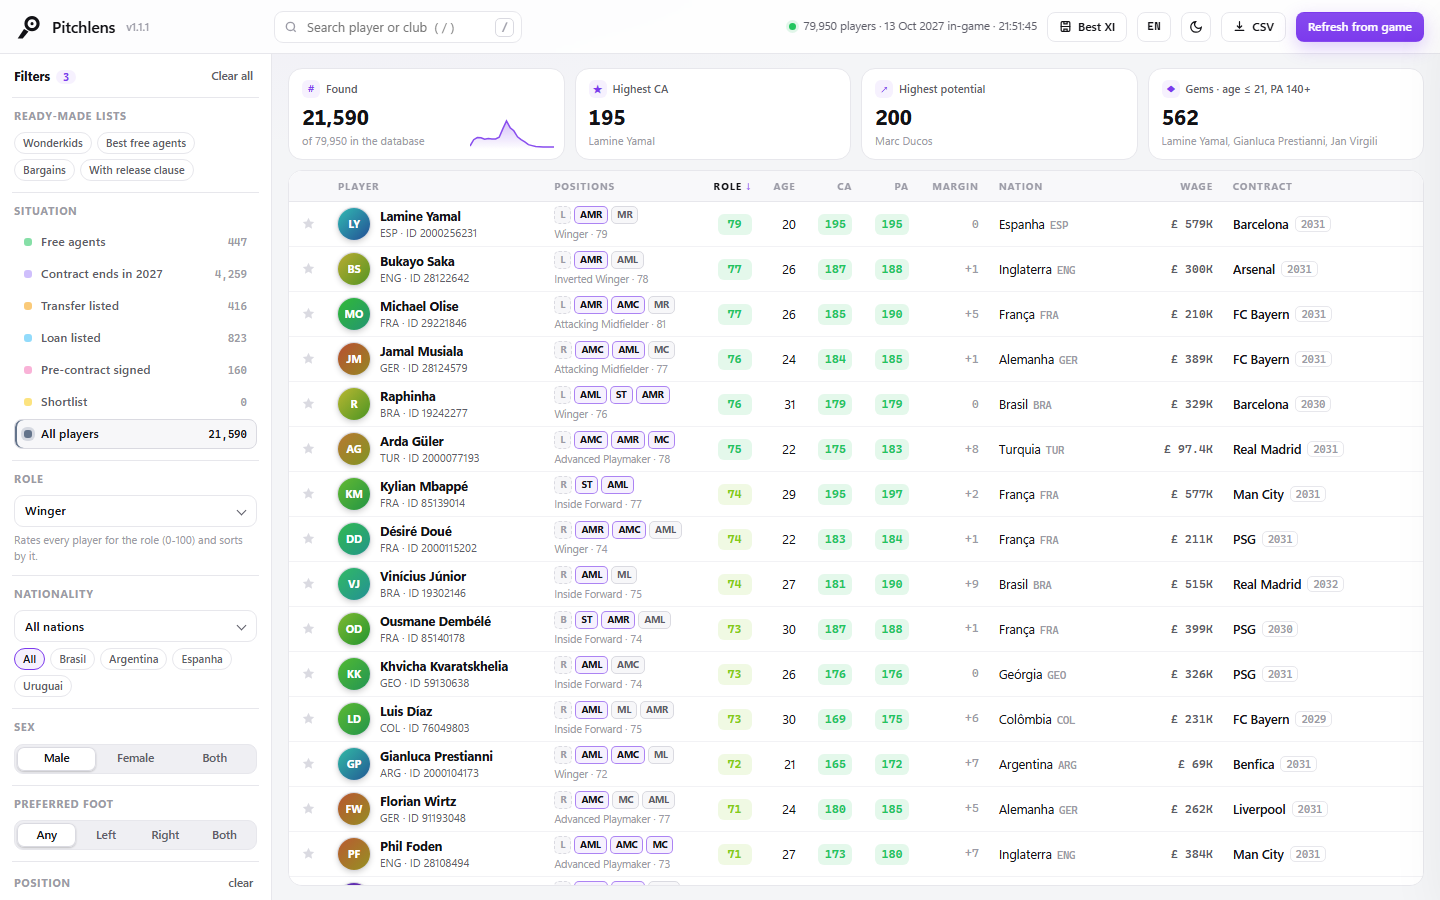 Pitchlens v1.1.1
Search player or club ( / ) /
79,950 players · 13 Oct 2027 in-game · 21:51:45
Best XI
EN
CSV
Refresh from game
Filters 3 Clear all
READY-MADE LISTS
Wonderkids Best free agents
Bargains With release clause
SITUATION
Free agents 447
Contract ends in 2027 4,259
Transfer listed 416
Loan listed 823
Pre-contract signed 160
Shortlist 0
All players 21,590
ROLE
Winger
Rates every player for the role (0-100) and sorts
by it.
NATIONALITY
All nations
All Brasil Argentina Espanha
Uruguai
SEX
Male Female Both
PREFERRED FOOT
Any Left Right Both
POSITION clear
# Found
21,590
of 79,950 in the database
Highest CA
195
Lamine Yamal
Highest potential
200
Marc Ducos
Gems · age ≤ 21, PA 140+
562
Lamine Yamal, Gianluca Prestianni, Jan Virgili
PLAYER POSITIONS ROLE ↓ AGE CA PA MARGIN NATION WAGE CONTRACT
LY Lamine Yamal L AMR MR 79 20 195 195 0 Espanha ESP £ 579K Barcelona 2031
ESP · ID 2000256231 Winger · 79
BS Bukayo Saka L AMR AML 77 26 187 188 +1 Inglaterra ENG £ 300K Arsenal 2031
ENG · ID 28122642 Inverted Winger · 78
MO Michael Olise L AMR AMC MR 77 26 185 190 +5 França FRA £ 210K FC Bayern 2031
FRA · ID 29221846 Attacking Midfielder · 81
JM Jamal Musiala R AMC AML MC 76 24 184 185 +1 Alemanha GER £ 389K FC Bayern 2031
GER · ID 28124579 Attacking Midfielder · 77
R Raphinha L AML ST AMR 76 31 179 179 0 Brasil BRA £ 329K Barcelona 2030
BRA · ID 19242277 Winger · 76
AG Arda Güler L AMC AMR MC 75 22 175 183 +8 Turquia TUR £ 97.4K Real Madrid 2031
TUR · ID 2000077193 Advanced Playmaker · 78
KM Kylian Mbappé R ST AML 74 29 195 197 +2 França FRA £ 577K Man City 2031
FRA · ID 85139014 Inside Forward · 77
DD Désiré Doué R AMR AMC AML 74 22 183 184 +1 França FRA £ 211K PSG 2031
FRA · ID 2000115202 Winger · 74
VJ Vinícius Júnior R AML ML 74 27 181 190 +9 Brasil BRA £ 515K Real Madrid 2032
BRA · ID 19302146 Inside Forward · 75
OD Ousmane Dembélé B ST AMR AML 73 30 187 188 +1 França FRA £ 399K PSG 2030
FRA · ID 85140178 Inside Forward · 74
KK Khvicha Kvaratskhelia R AML AMC 73 26 176 176 0 Geórgia GEO £ 326K PSG 2031
GEO · ID 59130638 Inside Forward · 74
LD Luis Díaz R AML ML AMR 73 30 169 175 +6 Colômbia COL £ 231K FC Bayern 2029
COL · ID 76049803 Inside Forward · 75
GP Gianluca Prestianni R AML AMC ML 72 21 165 172 +7 Argentina ARG £ 69K Benfica 2031
ARG · ID 2000104173 Winger · 72
FW Florian Wirtz R AMC MC AML 71 24 180 185 +5 Alemanha GER £ 262K Liverpool 2031
GER · ID 91193048 Advanced Playmaker · 77
PF Phil Foden L AML AMC MC 71 27 173 180 +7 Inglaterra ENG £ 384K Man City 2031
ENG · ID 28108494 Advanced Playmaker · 73